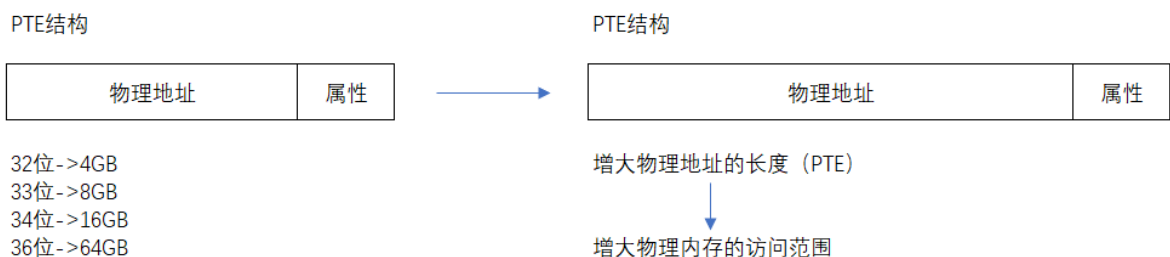 PTE结构
物理地址
属性
32位->4GB
33位->8GB
34位->16GB
36位->64GB
PTE结构
物理地址
属性
增大物理地址的长度（PTE）
增大物理内存的访问范围